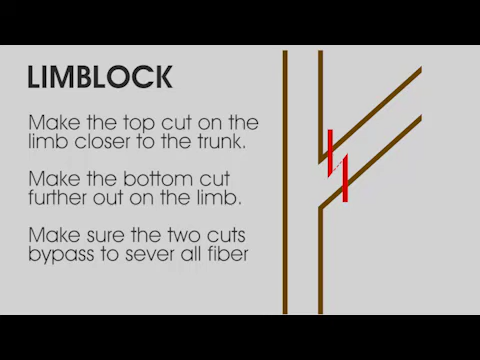 LIMBLOCK
Make the top cut on the
limb closer to the trunk.
Make the bottom cut
further out on the limb.
Make sure the two cuts
bypass to sever all fiber